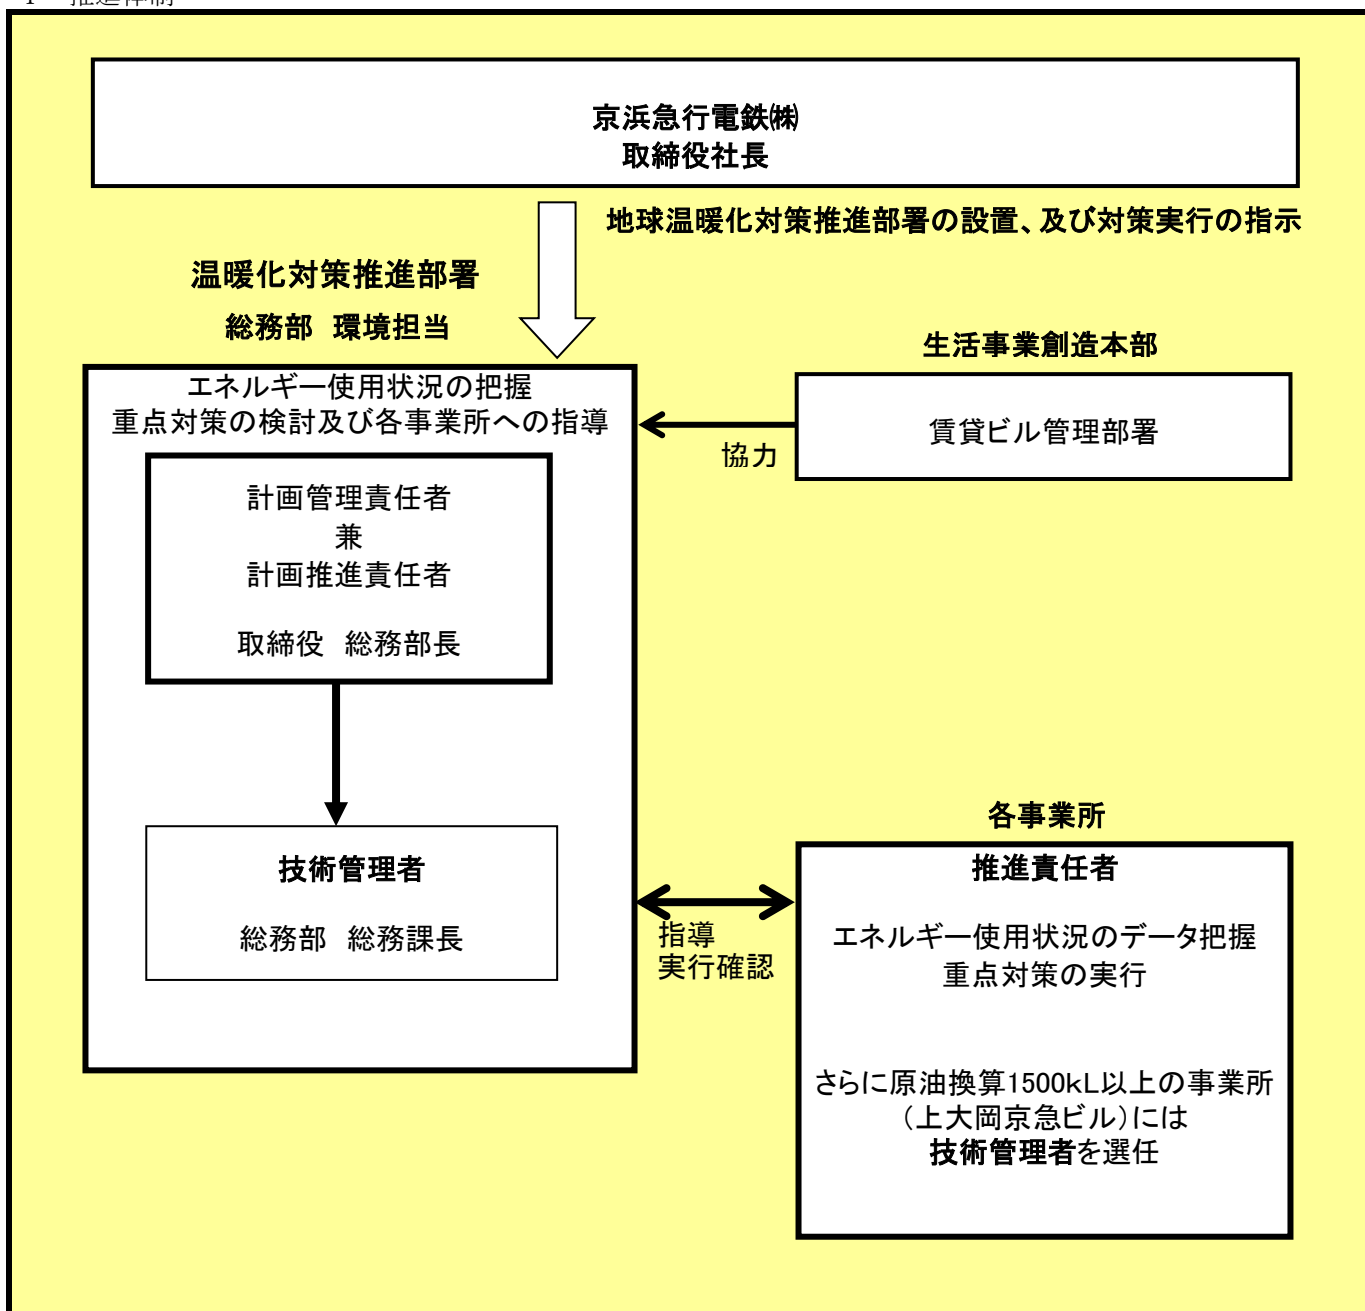 京浜急行電鉄㈱
取締役社長
地球温暖化対策推進部署の設置、及び対策実行の指示
温暖化対策推進部署
総務部 環境担当
エネルギー使用状況の把握
重点対策の検討及び各事業所への指導
計画管理責任者
兼
計画推進責任者
取締役 総務部長
技術管理者
総務部 総務課長
生活事業創造本部
賃貸ビル管理部署
協力
指導
実行確認
各事業所
推進責任者
エネルギー使用状況のデータ把握
重点対策の実行
さらに原油換算1500kL以上の事業所
（上大岡京急ビル）には
技術管理者を選任